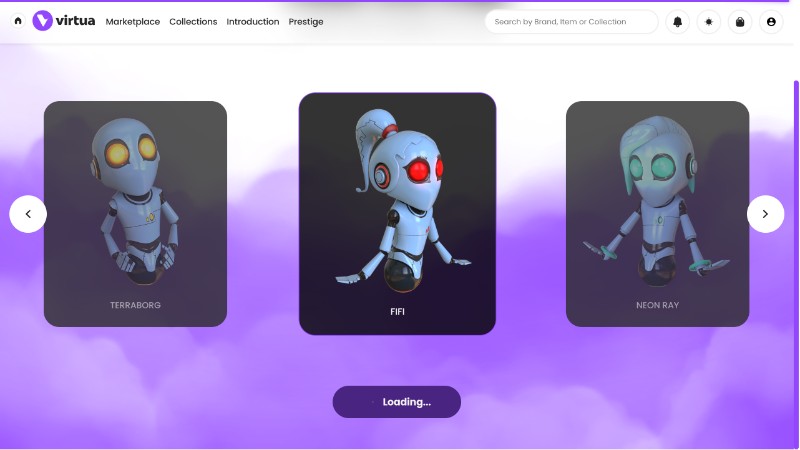 virtua
Marketplace Collections Introduction Prestige
Search by Brand, Item or Collection
TERRABORG
FIFI
NEON RAY
Loading...